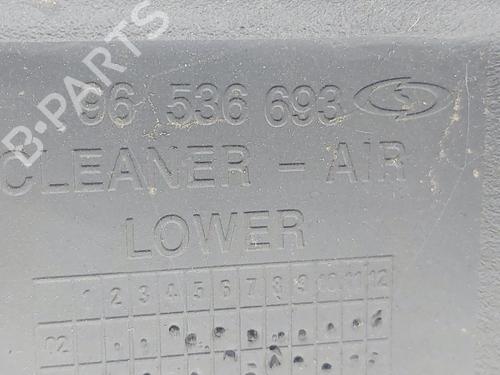 B-PARTS
96 536 693
CLEANER - AIR
LOWER
1 2 3 4 5 6 7 8 9 10 11 12
02